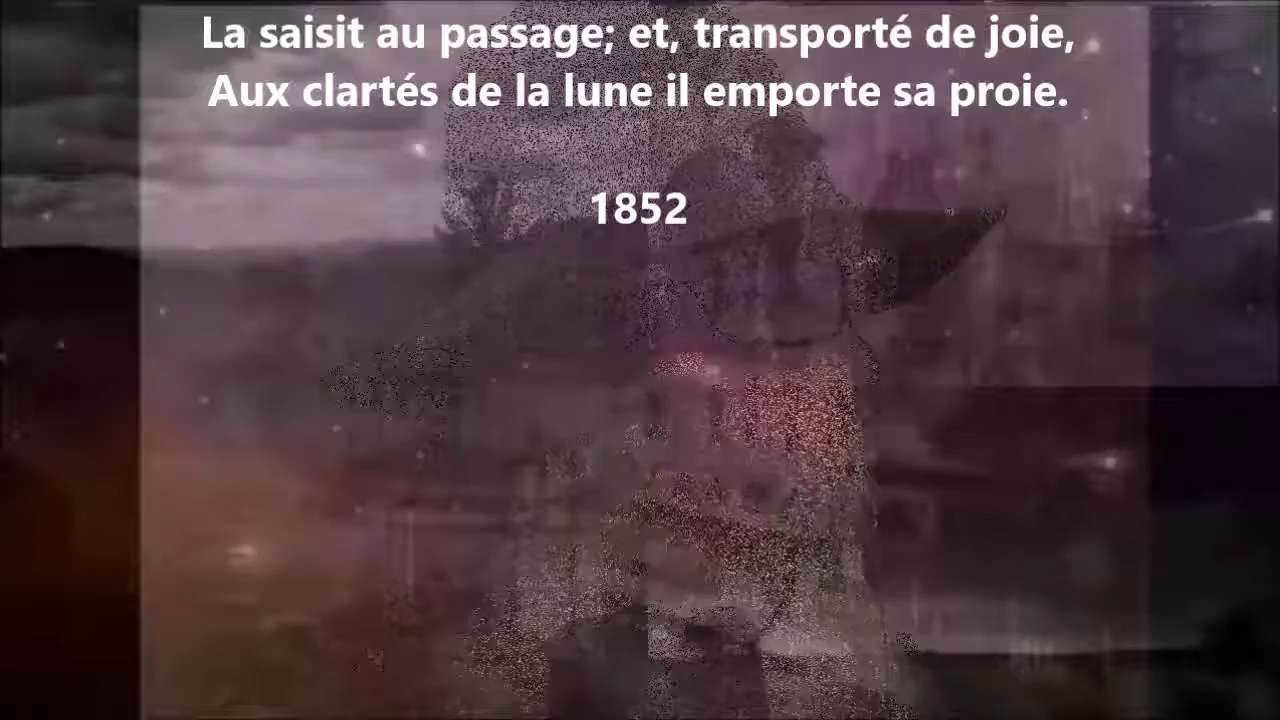 La saisit au passage; et, transporté de joie,
Aux clartés de la lune il emporte sa proie.
1852